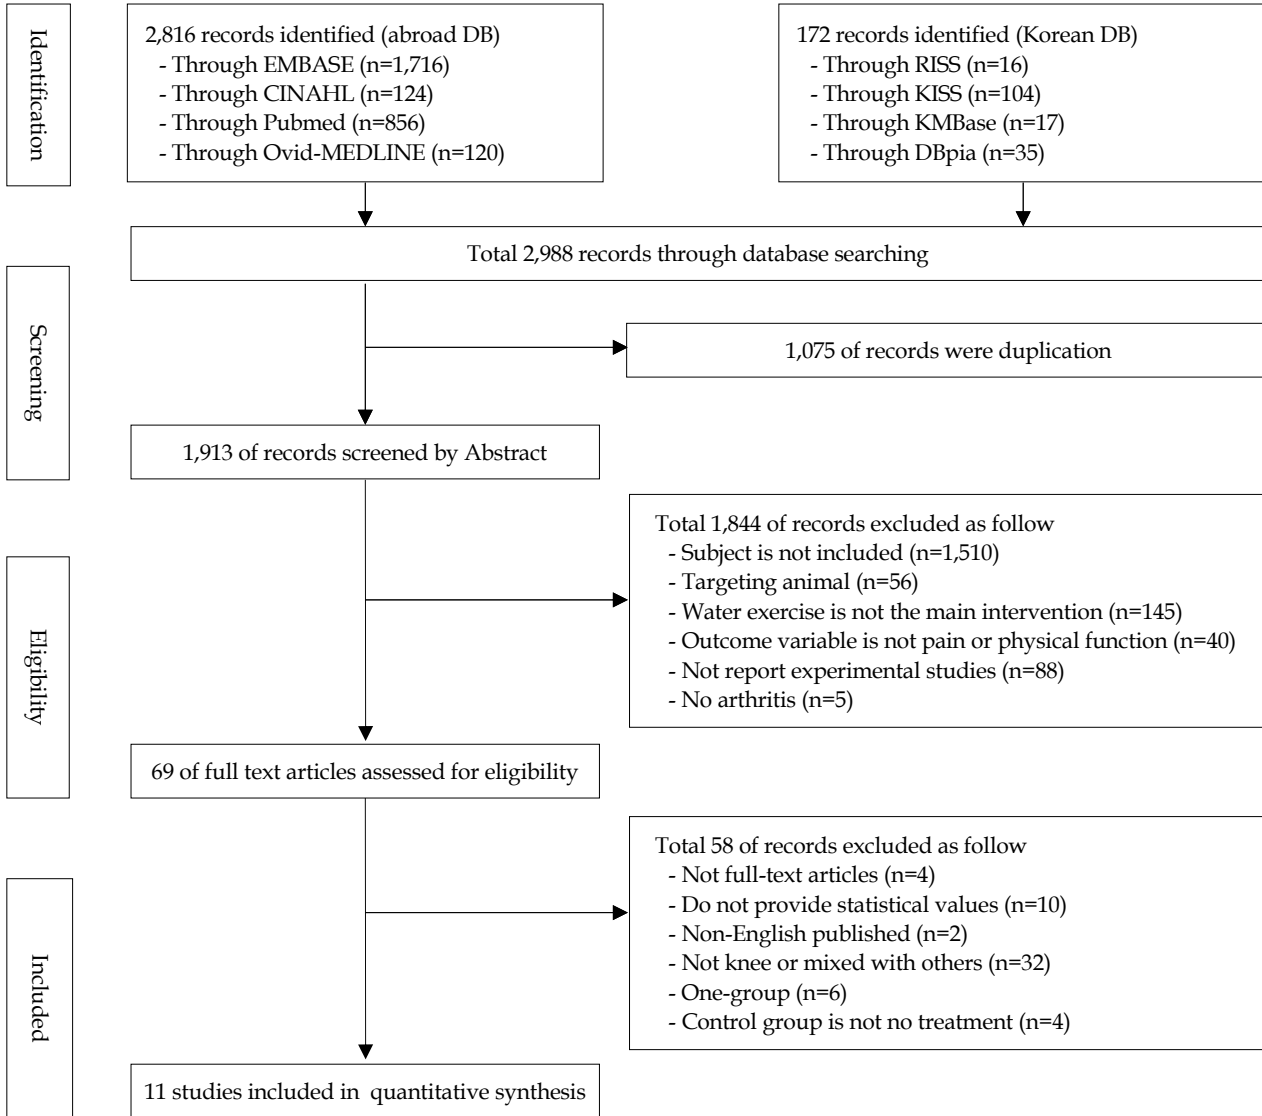 Identification
2,816 records identified (abroad DB)
- Through EMBASE (n=1,716)
- Through CINAHL (n=124)
- Through Pubmed (n=856)
- Through Ovid-MEDLINE (n=120)
172 records identified (Korean DB)
- Through RISS (n=16)
- Through KISS (n=104)
- Through KMBase (n=17)
- Through DBpia (n=35)
Total 2,988 records through database searching
Screening
1,075 of records were duplication
1,913 of records screened by Abstract
Total 1,844 of records excluded as follow
- Subject is not included (n=1,510)
- Targeting animal (n=56)
- Water exercise is not the main intervention (n=145)
- Outcome variable is not pain or physical function (n=40)
- Not report experimental studies (n=88)
- No arthritis (n=5)
Eligibility
69 of full text articles assessed for eligibility
Total 58 of records excluded as follow
- Not full-text articles (n=4)
- Do not provide statistical values (n=10)
- Non-English published (n=2)
- Not knee or mixed with others (n=32)
- One-group (n=6)
- Control group is not no treatment (n=4)
Included
11 studies included in quantitative synthesis